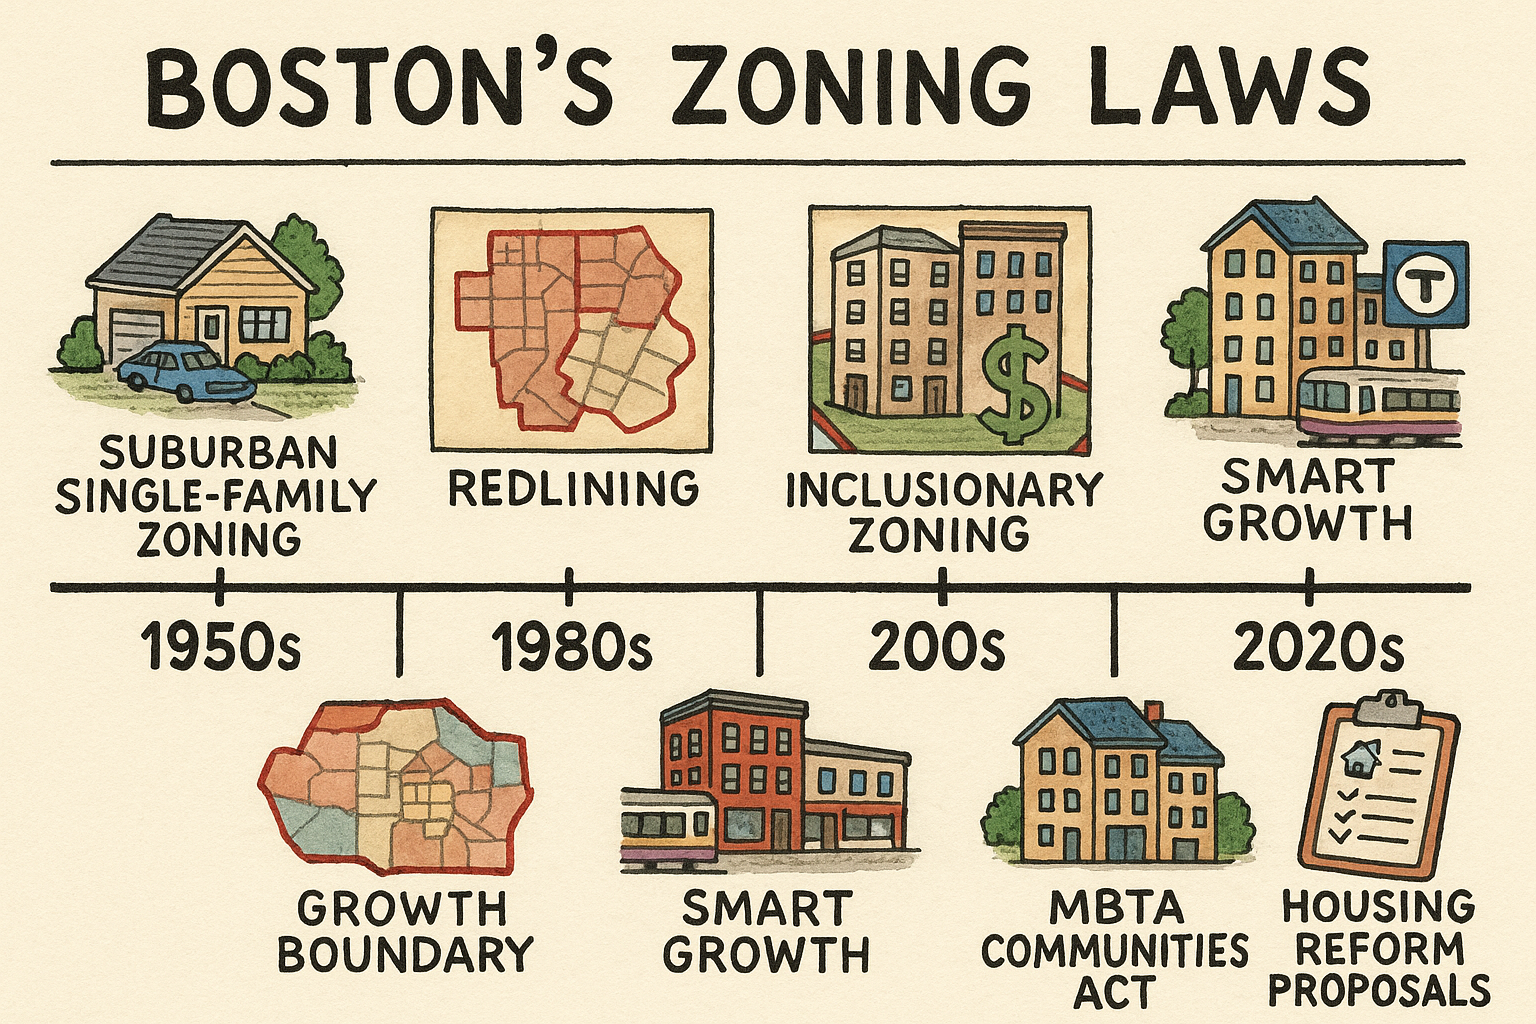 BOSTON'S ZONING LAWS
SUBURBAN
SINGLE-FAMILY
ZONING
REDLINING
INCLUSIONARY
ZONING
T
SMART
GROWTH
1950s
1980s
200s
2020s
GROWTH
BOUNDARY
SMART
GROWTH
MBTA
COMMUNITIES
ACT
HOUSING
REFORM
PROPOSALS